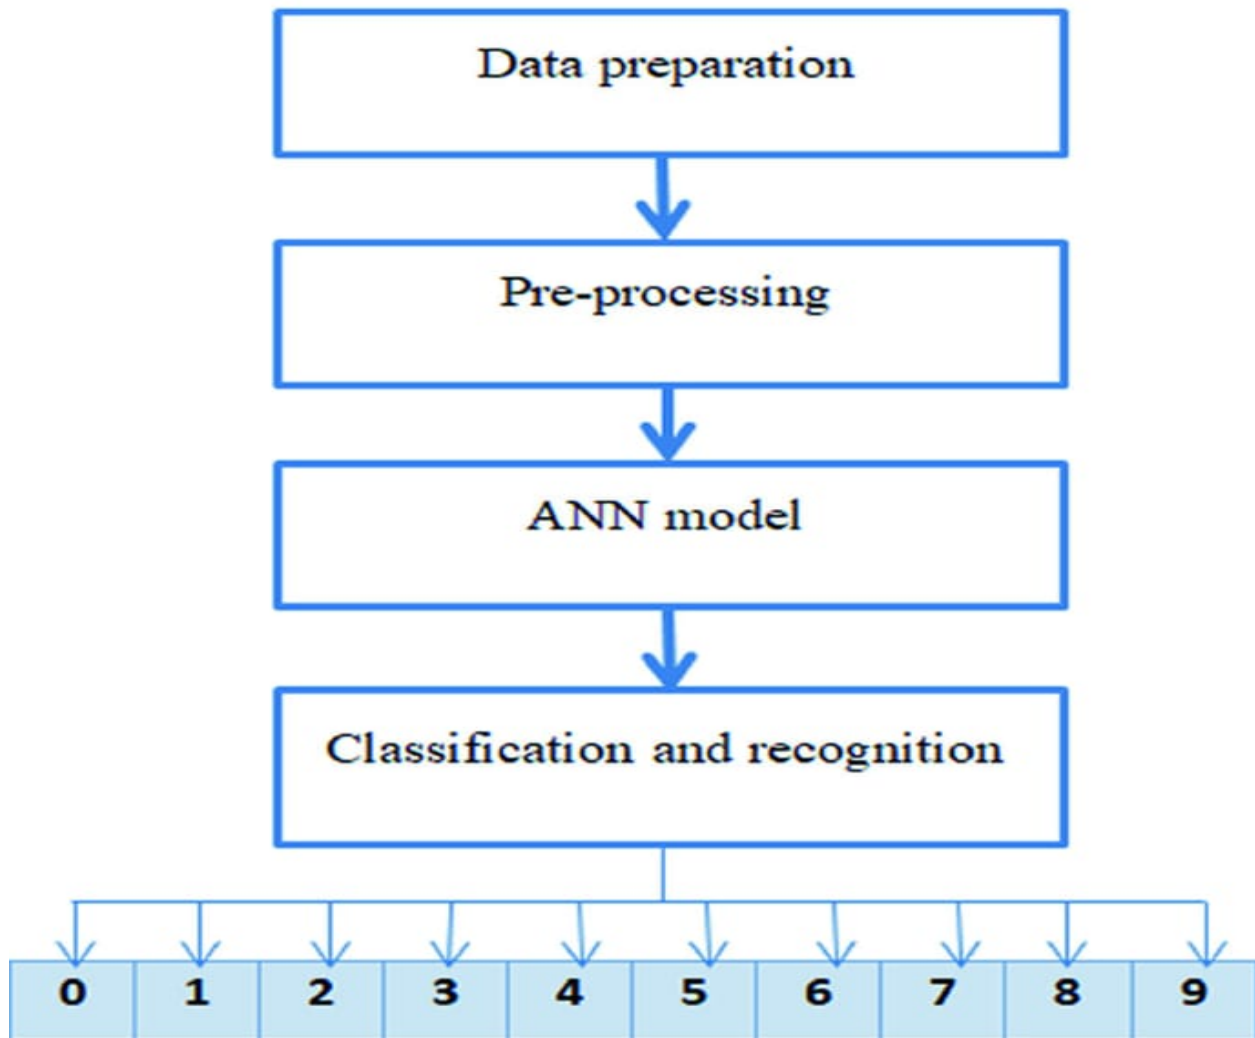 Data preparation
Pre-processing
ANN model
Classification and recognition
0 1 2 3 4 5 6 7 8 9